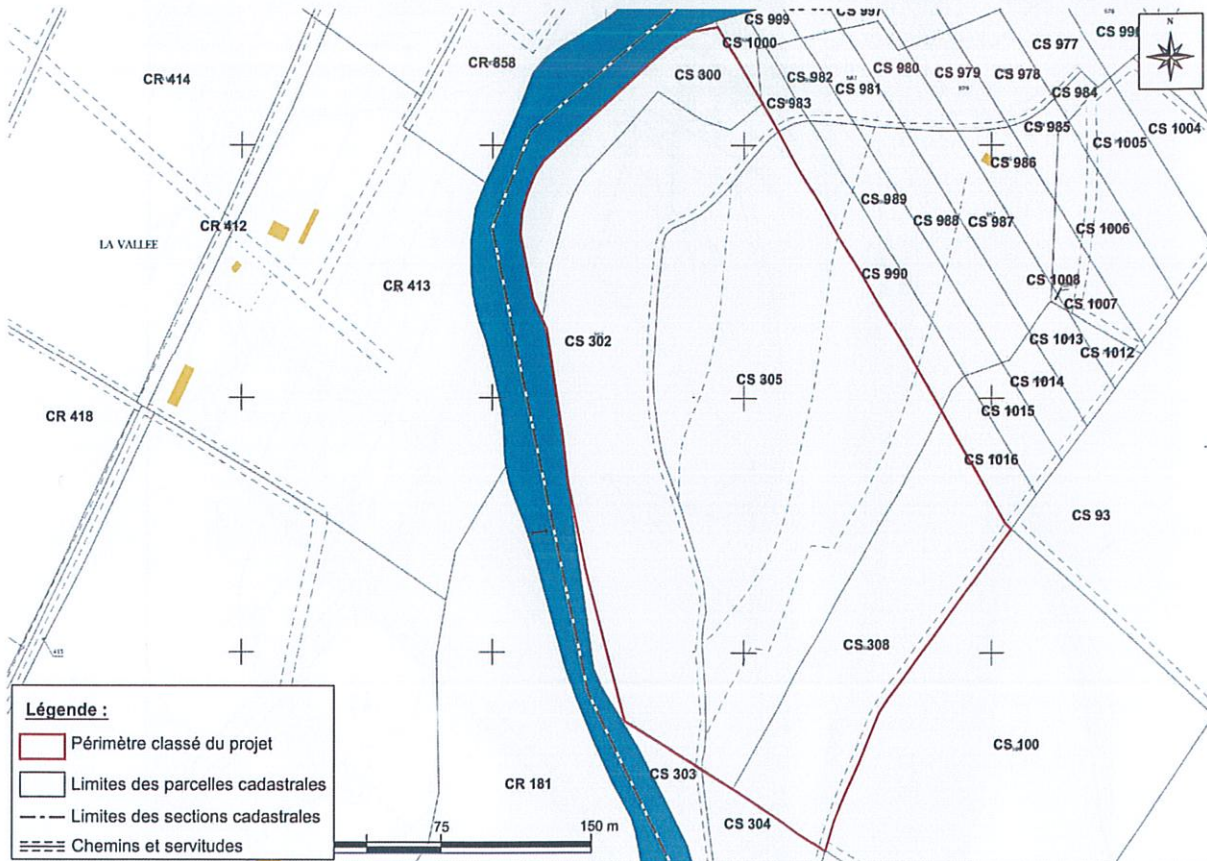 CS 999
CS 997
CS 1000
CS 977
CR 414
CR 658
CS 300
CS 982
CS 980
CS 979
CS 978
CS 981
CS 983
CS 984
N
CS 985
CS 1005
CS 1004
CS 986
CR 412
LA VALLEE
CS 989
CS 988
CS 987
CS 1006
CR 413
CS 990
CS 1008
CS 1007
CS 302
CS 1013
CS 1012
CS 305
CS 1014
CR 418
CS 1015
CS 1016
CS 93
CS 308
CS 100
CR 181
CS 303
CS 304
Légende :
Périmètre classé du projet
Limites des parcelles cadastrales
Limites des sections cadastrales
Chemins et servitudes
75
150 m